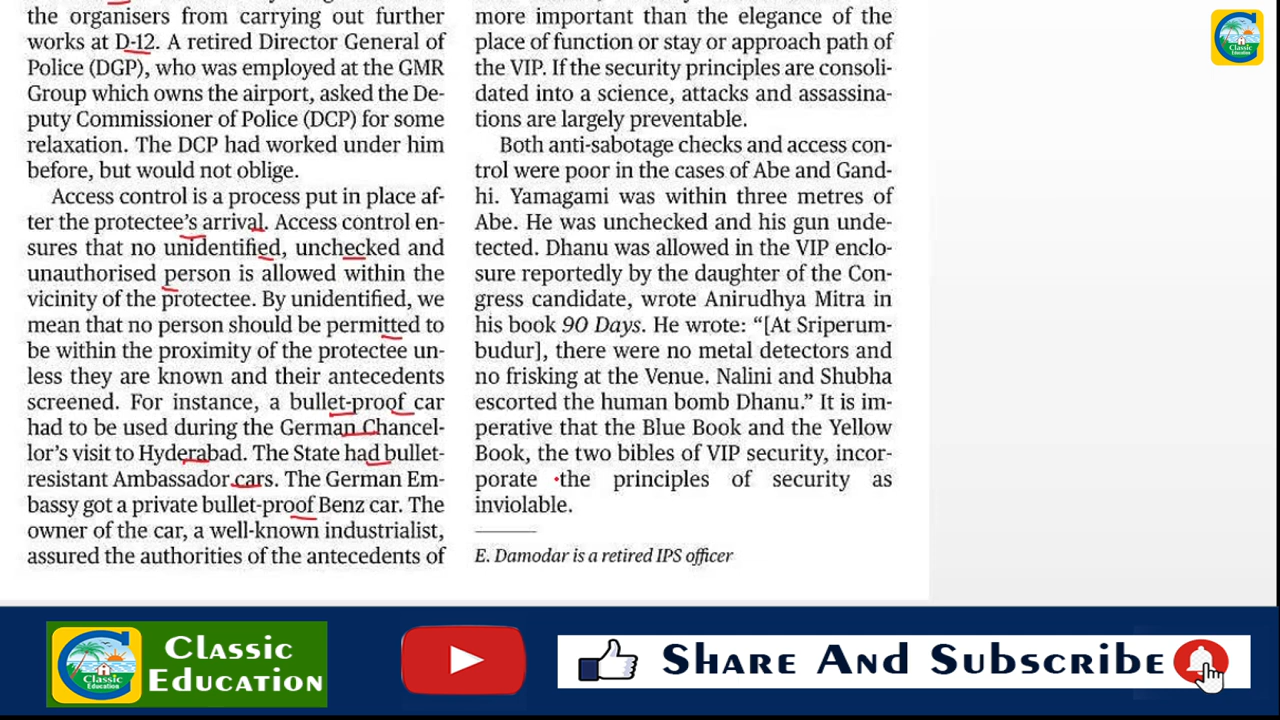 the organisers from carrying out further
works at D-12. A retired Director General of
Police (DGP), who was employed at the GMR
Group which owns the airport, asked the De-
puty Commissioner of Police (DCP) for some
relaxation. The DCP had worked under him
before, but would not oblige.
Access control is a process put in place af-
ter the protectee's arrival. Access control en-
sures that no unidentified, unchecked and
unauthorised person is allowed within the
vicinity of the protectee. By unidentified, we
mean that no person should be permitted to
be within the proximity of the protectee un-
less they are known and their antecedents
screened. For instance, a bullet-proof car
had to be used during the German Chancel-
lor's visit to Hyderabad. The State had bullet-
resistant Ambassador cars. The German Em-
bassy got a private bullet-proof Benz car. The
owner of the car, a well-known industrialist,
assured the authorities of the antecedents of
more important than the elegance of the
place of function or stay or approach path of
the VIP. If the security principles are consoli-
dated into a science, attacks and assassina-
tions are largely preventable.
Both anti-sabotage checks and access con-
trol were poor in the cases of Abe and Gand-
hi. Yamagami was within three metres of
Abe. He was unchecked and his gun unde-
tected. Dhanu was allowed in the VIP enclo-
sure reportedly by the daughter of the Con-
gress candidate, wrote Anirudhya Mitra in
his book 90 Days. He wrote: “[At Sriperum-
budur], there were no metal detectors and
no frisking at the Venue. Nalini and Shubha
escorted the human bomb Dhanu.” It is im-
perative that the Blue Book and the Yellow
Book, the two bibles of VIP security, incor-
porate the principles of security as
inviolable.
E. Damodar is a retired IPS officer
Classic
Education
Classic
Education
Classic
Education
Share And Subscribe